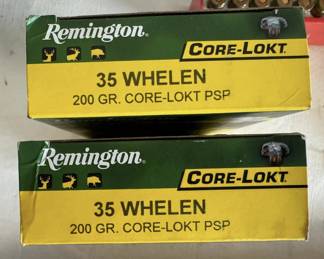 Remington
CORE-LOKT
35 WHELEN
200 GR. CORE-LOKT PSP
Remington
CORE-LOKT
35 WHELEN
200 GR. CORE-LOKT PSP